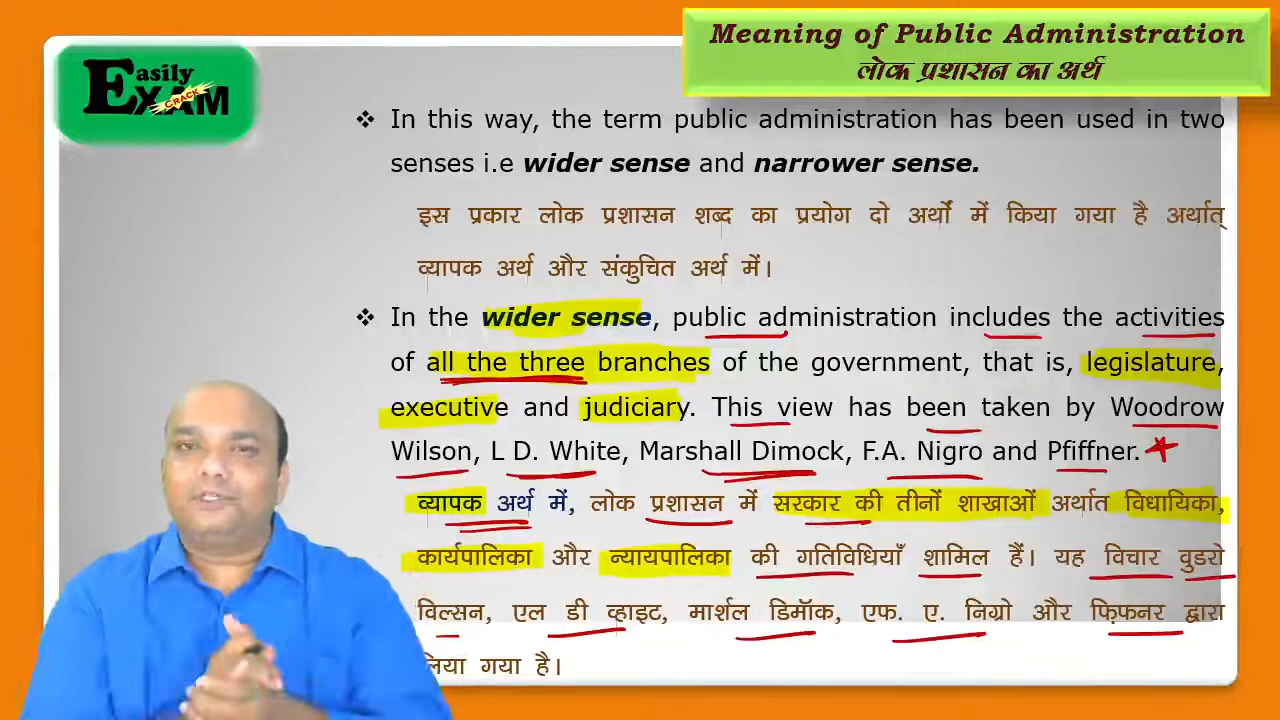 Meaning of Public Administration
लोक प्रशासन का अर्थ
Easily
EXAM
CRACK
❖ In this way, the term public administration has been used in two
senses i.e wider sense and narrower sense.
इस प्रकार लोक प्रशासन शब्द का प्रयोग दो अर्थों में किया गया है अर्थात्
व्यापक अर्थ और संकुचित अर्थ में।
❖ In the wider sense, public administration includes the activities
of all the three branches of the government, that is, legislature,
executive and judiciary. This view has been taken by Woodrow
Wilson, L D. White, Marshall Dimock, F.A. Nigro and Pfiffner.
व्यापक अर्थ में, लोक प्रशासन में सरकार की तीनों शाखाओं अर्थात विधायिका,
कार्यपालिका और न्यायपालिका की गतिविधियाँ शामिल हैं। यह विचार वुडरो
विल्सन, एल डी व्हाइट, मार्शल डिमॉक, एफ. ए. निग्रो और फ़िफनर द्वारा
लिया गया है।